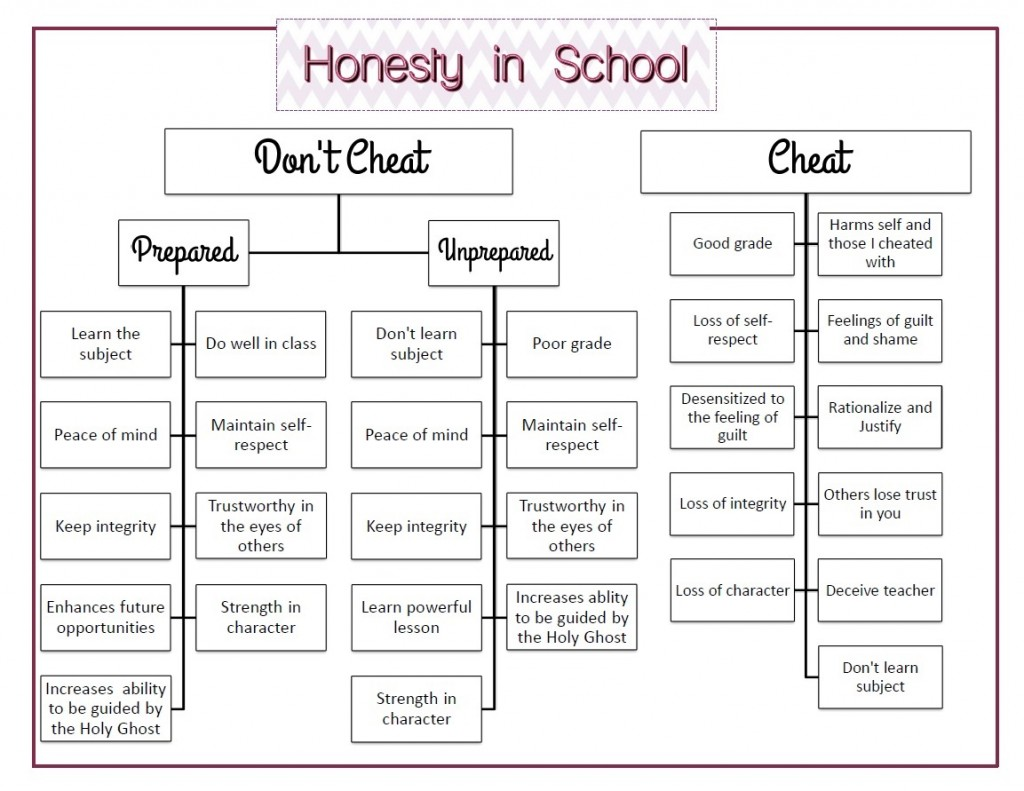 Honesty in School
Don't Cheat
Prepared
Learn the
subject
Do well in class
Peace of mind
Maintain self-
respect
Keep integrity
Trustworthy in
the eyes of
others
Enhances future
opportunities
Strength in
character
Increases ability
to be guided by
the Holy Ghost
Unprepared
Don't learn
subject
Poor grade
Peace of mind
Maintain self-
respect
Keep integrity
Trustworthy in
the eyes of
others
Learn powerful
lesson
Increases ablity
to be guided by
the Holy Ghost
Strength in
character
Cheat
Good grade
Harms self and
those I cheated
with
Loss of self-
respect
Feelings of guilt
and shame
Desensitized to
the feeling of
guilt
Rationalize and
Justify
Loss of integrity
Others lose trust
in you
Loss of character
Deceive teacher
Don't learn
subject